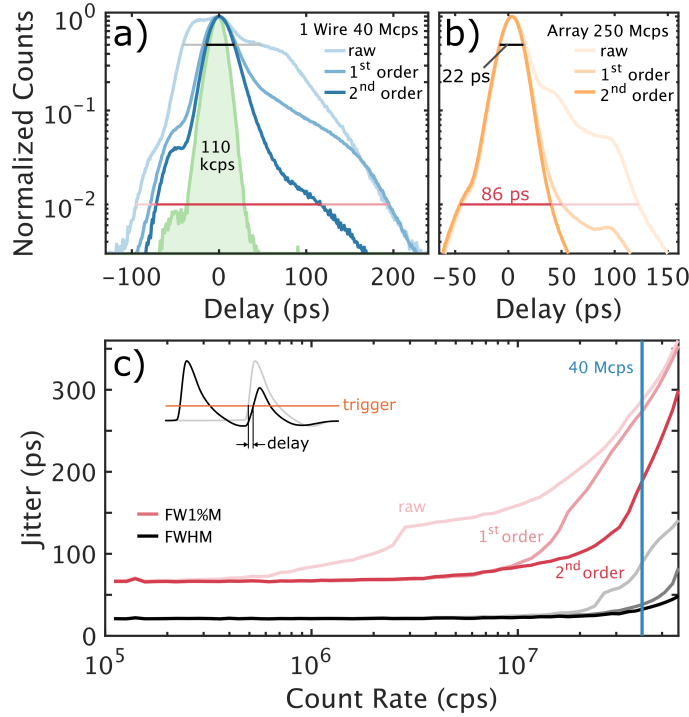 a)
1 Wire 40 Mcps
raw
1st order
2nd order
110
kcps
Normalized Counts
10^0
10^-1
10^-2
-100
0
100
200
Delay (ps)
b)
Array 250 Mcps
raw
1st order
2nd order
22 ps
86 ps
-50
0
50
100
150
Delay (ps)
c)
40 Mcps
trigger
delay
raw
1st order
2nd order
FW1%M
FWHM
Jitter (ps)
300
200
100
0
10^5
10^6
10^7
Count Rate (cps)